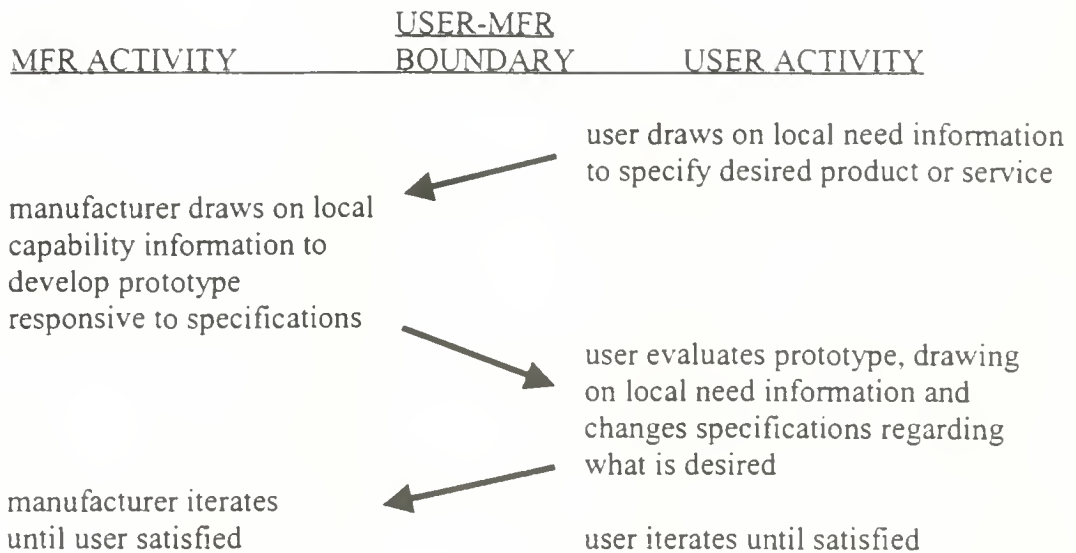 USER-MFR
MFR ACTIVITY BOUNDARY USER ACTIVITY
user draws on local need information
to specify desired product or service
manufacturer draws on local
capability information to
develop prototype
responsive to specifications
user evaluates prototype, drawing
on local need information and
changes specifications regarding
what is desired
manufacturer iterates
until user satisfied
user iterates until satisfied